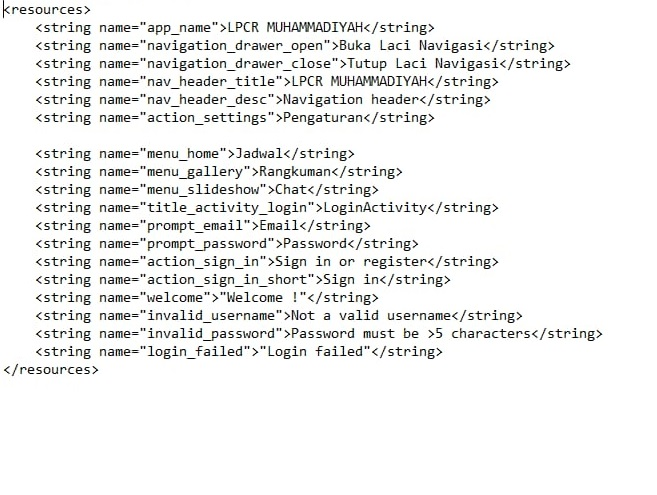 <resources>
    <string name="app_name">LPCR MUHAMMADIYAH</string>
    <string name="navigation_drawer_open">Buka Laci Navigasi</string>
    <string name="navigation_drawer_close">Tutup Laci Navigasi</string>
    <string name="nav_header_title">LPCR MUHAMMADIYAH</string>
    <string name="nav_header_desc">Navigation header</string>
    <string name="action_settings">Pengaturan</string>

    <string name="menu_home">Jadwal</string>
    <string name="menu_gallery">Rangkuman</string>
    <string name="menu_slideshow">Chat</string>
    <string name="title_activity_login">LoginActivity</string>
    <string name="prompt_email">Email</string>
    <string name="prompt_password">Password</string>
    <string name="action_sign_in">Sign in or register</string>
    <string name="action_sign_in_short">Sign in</string>
    <string name="welcome">"Welcome !"</string>
    <string name="invalid_username">Not a valid username</string>
    <string name="invalid_password">Password must be >5 characters</string>
    <string name="login_failed">"Login failed"</string>
</resources>